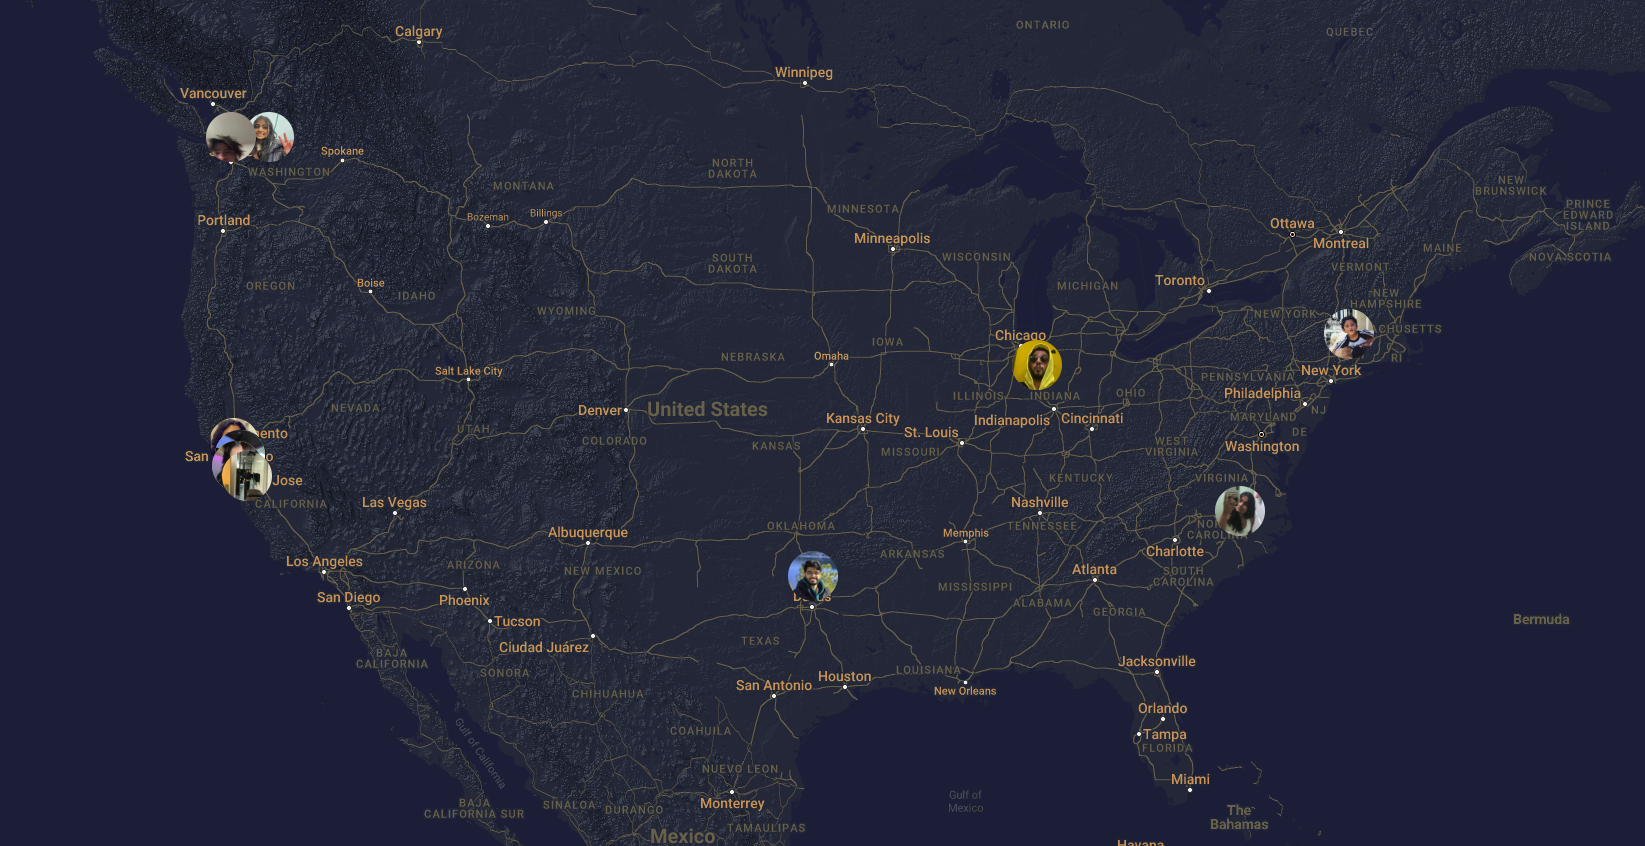 Calgary
ONTARIO
QUEBEC
Winnipeg
Vancouver
Spokane
WASHINGTON
MONTANA
NORTH
DAKOTA
NEW
BRUNSWICK
PRINCE
EDWARD
ISLAND
Portland
Bozeman
Billings
MINNESOTA
Minneapolis
Ottawa
Montreal
MAINE
NOVA SCOTIA
SOUTH
DAKOTA
WISCONSIN
VERMONT
OREGON
Boise
IDAHO
MICHIGAN
Toronto
NEW
HAMPSHIRE
WYOMING
NEW YORK
ACHUSETTS
Chicago
IOWA
NEBRASKA
Omaha
RI
Salt Lake City
PENNSYLVANIA
New York
Philadelphia
NJ
NEVADA
Denver
United States
ILLINOIS
INDIANA
OHIO
Kansas City
St. Louis
Indianapolis
Cincinnati
MARYLAND
DE
Washington
ento
UTAH
COLORADO
KANSAS
MISSOURI
WEST
VIRGINIA
San
o
Jose
CALIFORNIA
Las Vegas
KENTUCKY
VIRGINIA
Nashville
Albuquerque
OKLAHOMA
Memphis
TENNESSEE
NOR
CAROLIN
Charlotte
Los Angeles
ARIZONA
NEW MEXICO
ARKANSAS
Atlanta
SOUTH
CAROLINA
San Diego
Phoenix
MISSISSIPPI
ALABAMA
GEORGIA
Tucson
Ciudad Juárez
TEXAS
Bermuda
BAJA
CALIFORNIA
SONORA
CHIHUAHUA
San Antonio
Houston
LOUISIANA
New Orleans
Jacksonville
Orlando
Tampa
FLORIDA
Gulf of California
COAHUILA
NUEVO LEON
Miami
BAJA
CALIFORNIA SUR
SINALOA
DURANGO
Monterrey
Gulf of
Mexico
The
Bahamas
Mexico
TAMAULIPAS
Havana